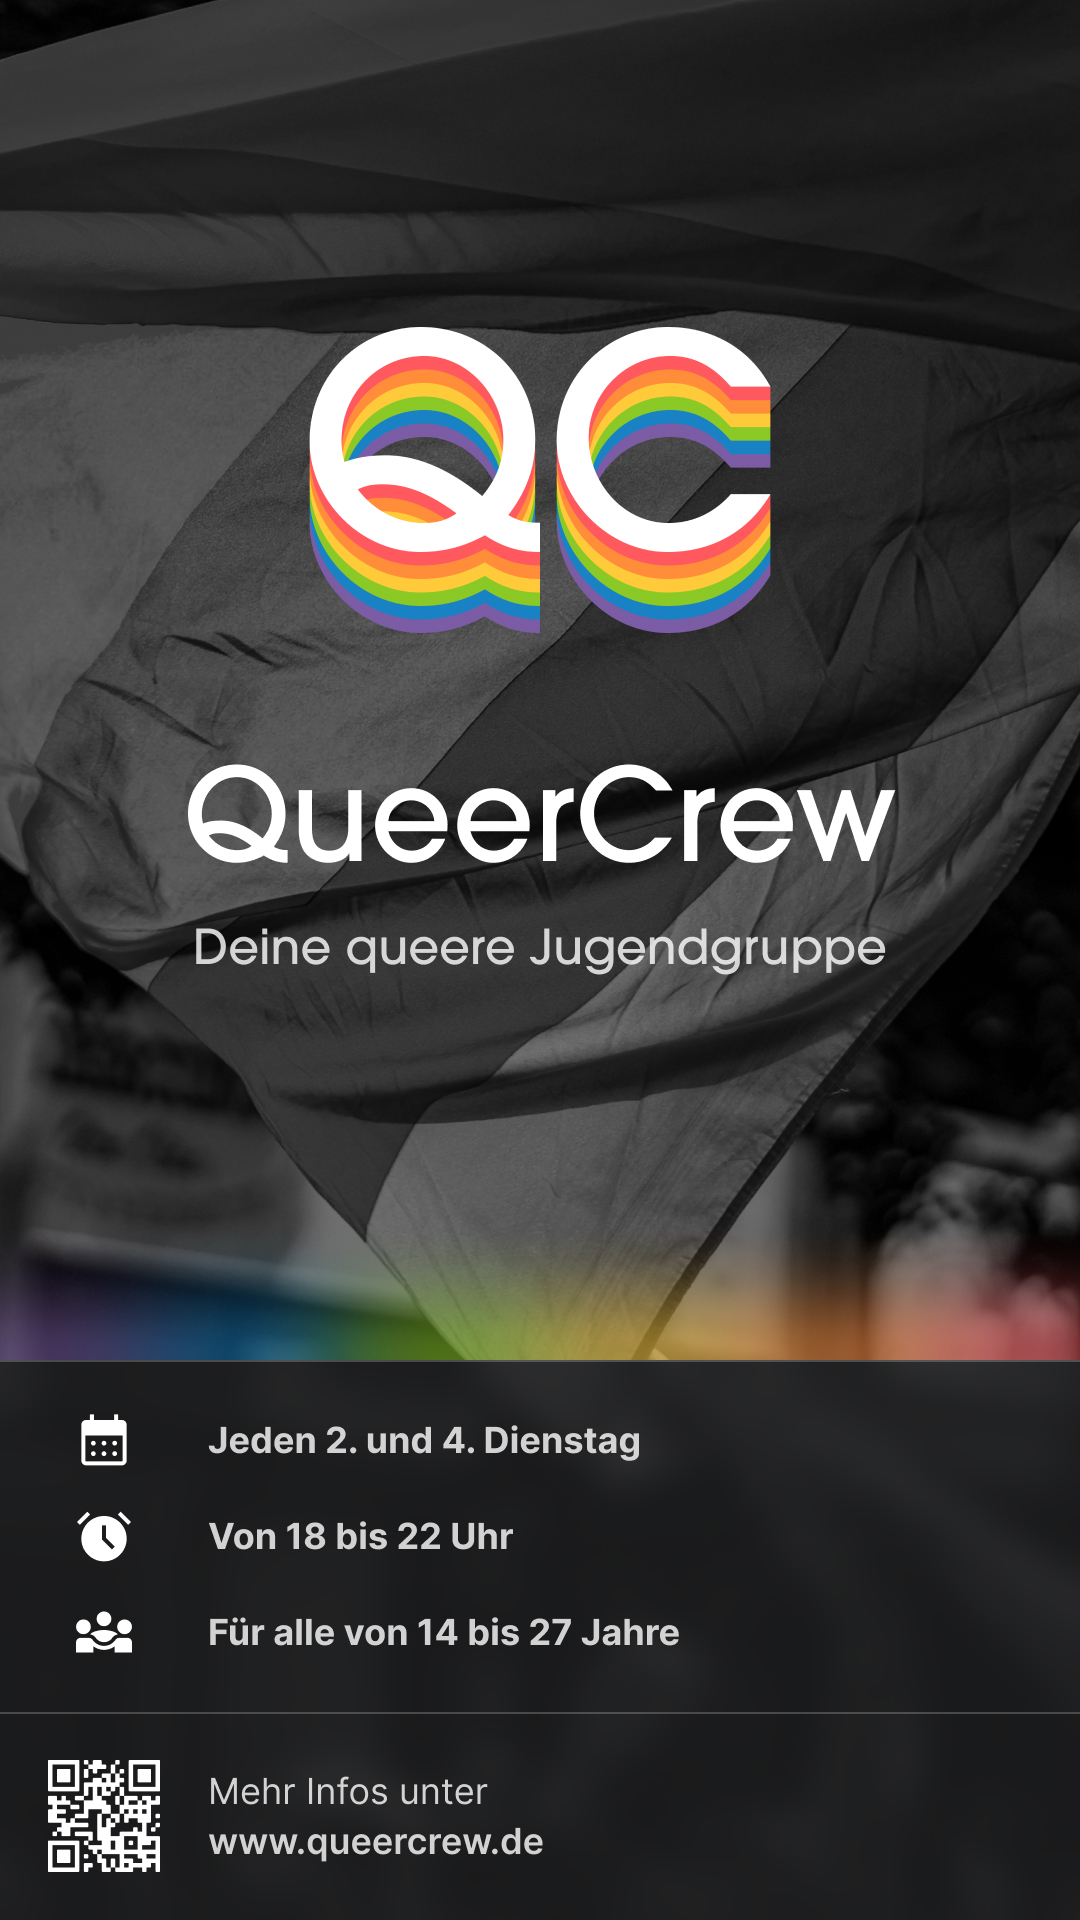 QC
QueerCrew
Deine queere Jugendgruppe
Jeden 2. und 4. Dienstag
Von 18 bis 22 Uhr
Für alle von 14 bis 27 Jahre
Mehr Infos unter
www.queercrew.de